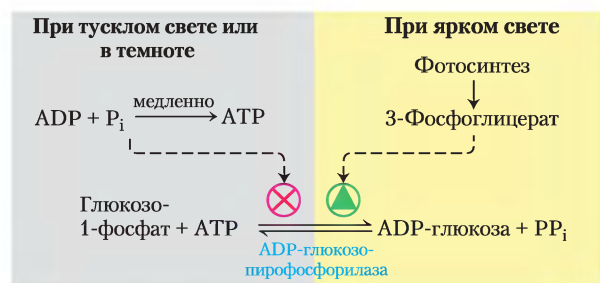 При тусклом свете или
в темноте
При ярком свете
Фотосинтез
ADP + Pi медленно ATP
3-Фосфоглицерат
Глюкозо-
1-фосфат + ATP
ADP-глюкоза + PPi
ADP-глюкозо-
пирофосфорилаза